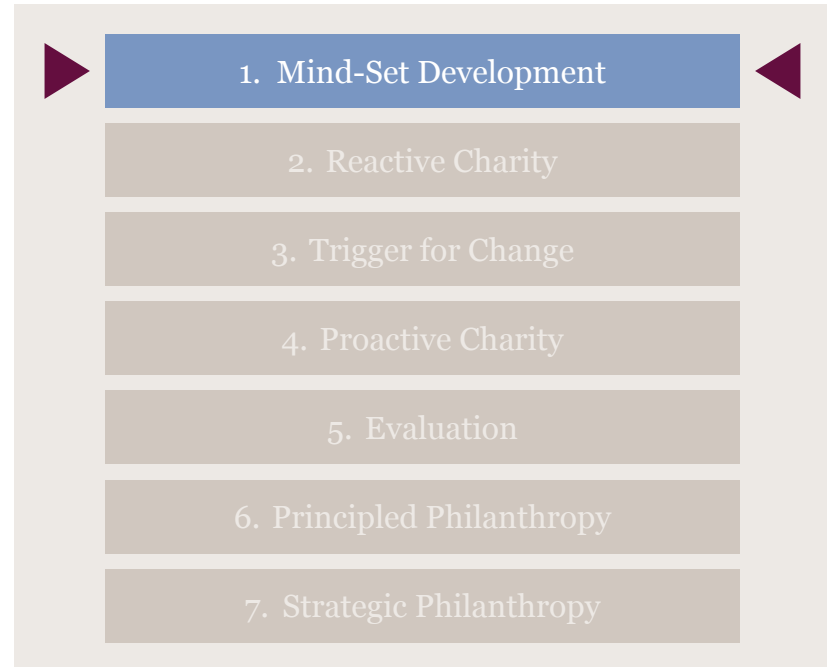 1. Mind-Set Development
2. Reactive Charity
3. Trigger for Change
4. Proactive Charity
5. Evaluation
6. Principled Philanthropy
7. Strategic Philanthropy